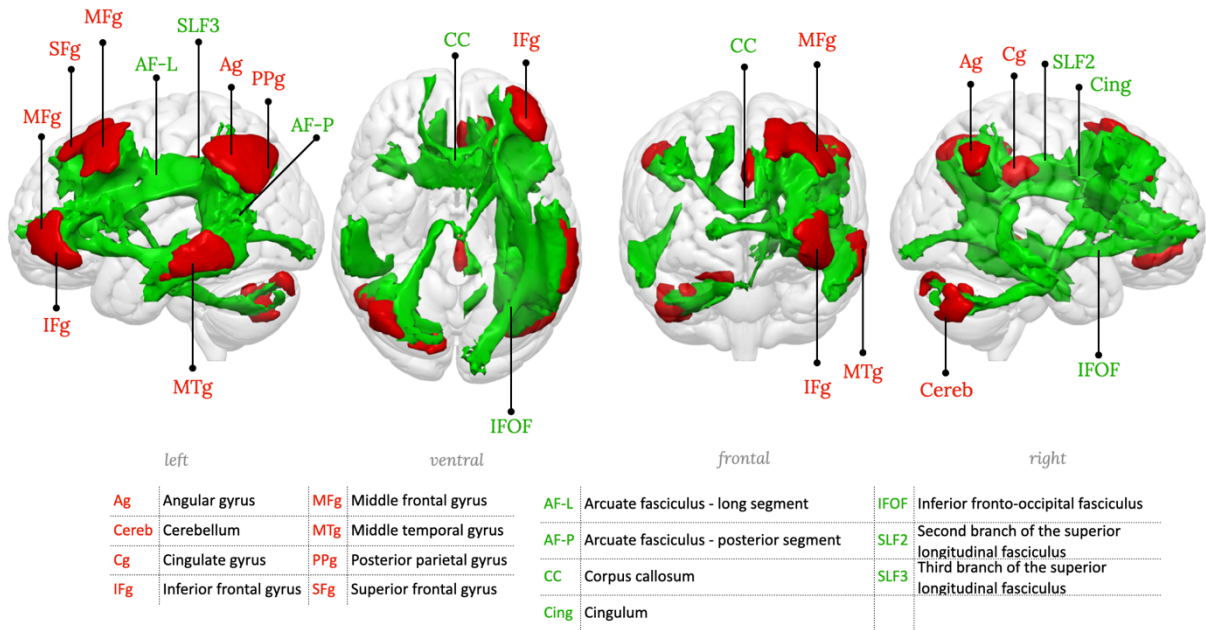 MFg
SLF3
SFg
AF-L
Ag
PPg
MFg
AF-P
IFg
MTg
CC
IFg
IFOF
CC
MFg
IFg
MTg
Ag
Cg
SLF2
Cing
Cereb
IFOF
left
ventral
frontal
right
Ag Angular gyrus
Cereb Cerebellum
Cg Cingulate gyrus
IFg Inferior frontal gyrus
MFg Middle frontal gyrus
MTg Middle temporal gyrus
PPg Posterior parietal gyrus
SFg Superior frontal gyrus
AF-L Arcuate fasciculus - long segment
AF-P Arcuate fasciculus - posterior segment
CC Corpus callosum
Cing Cingulum
IFOF Inferior fronto-occipital fasciculus
SLF2 Second branch of the superior
longitudinal fasciculus
SLF3 Third branch of the superior
longitudinal fasciculus